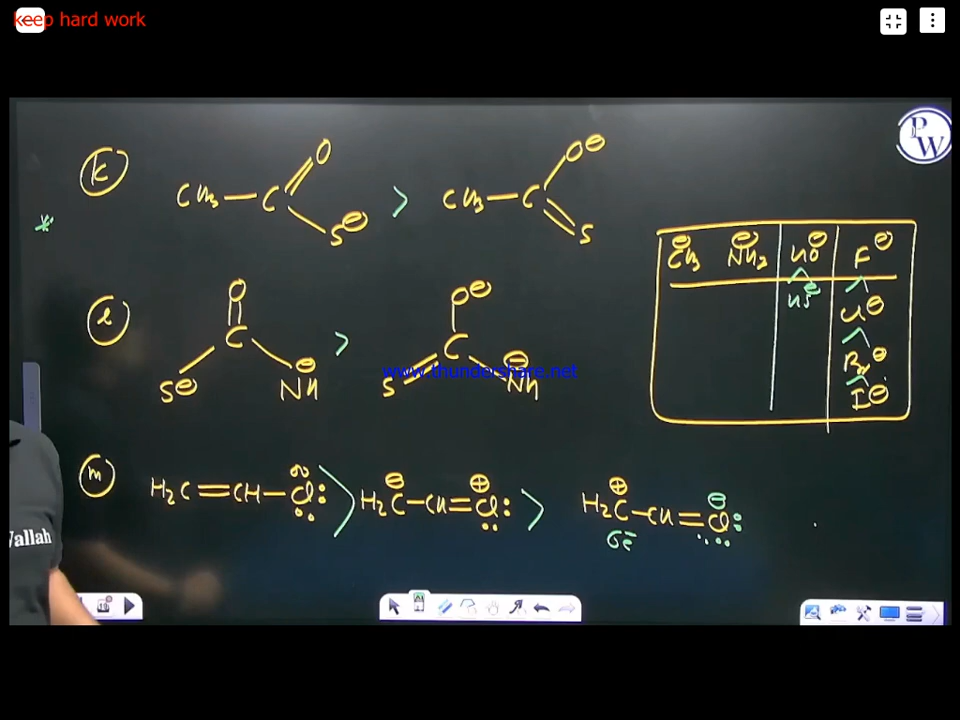 keep hard work
PW
(k) CH₃—C(=O)—S⊖ > CH₃—C(—O⊖)=S
*
⊖CH₃ ⊖NH₂ HO⊖ F⊖
HS⊖ Cl⊖
Br⊖
I⊖
(l) S⊖—C(=O)—⊖NH > S=C(—O⊖)—⊖NH
www.thundershare.net
(m) H₂C=CH—Cl: > H₂C⊖—CH=Cl⊕: > H₂C⊕—CH=Cl⊖:
6e⁻
Wallah